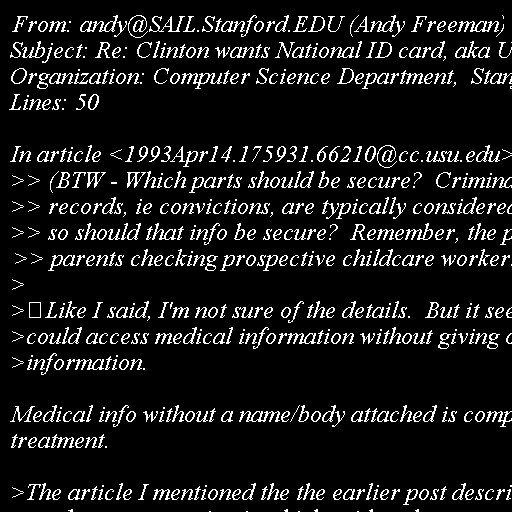 From: andy@SAIL.Stanford.EDU (Andy Freeman)
Subject: Re: Clinton wants National ID card, aka U
Organization: Computer Science Department,  Stan
Lines: 50

In article <1993Apr14.175931.66210@cc.usu.edu>
>> (BTW - Which parts should be secure?  Crimina
>> records, ie convictions, are typically considered
>> so should that info be secure?  Remember, the p
>> parents checking prospective childcare worker
>
>Like I said, I'm not sure of the details.  But it see
>could access medical information without giving o
>information.

Medical info without a name/body attached is comp
treatment.

>The article I mentioned the the earlier post descri